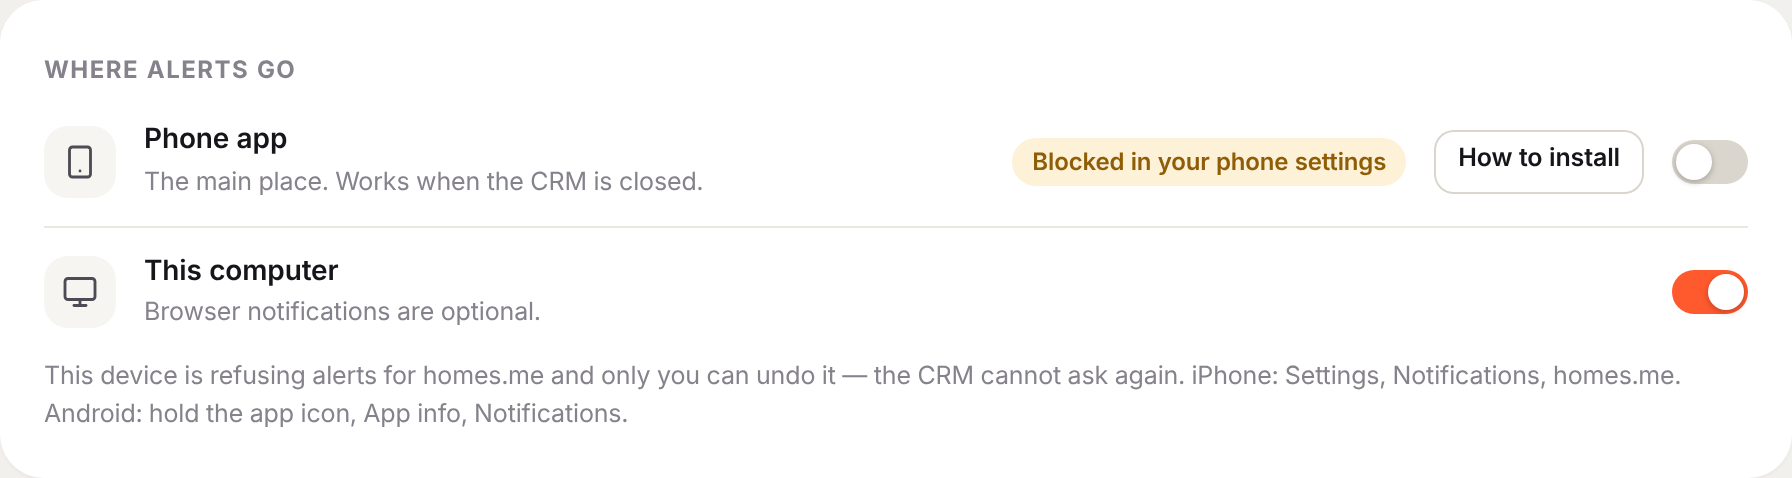 WHERE ALERTS GO
Phone app
The main place. Works when the CRM is closed.
Blocked in your phone settings
How to install
This computer
Browser notifications are optional.
This device is refusing alerts for homes.me and only you can undo it — the CRM cannot ask again. iPhone: Settings, Notifications, homes.me.
Android: hold the app icon, App info, Notifications.